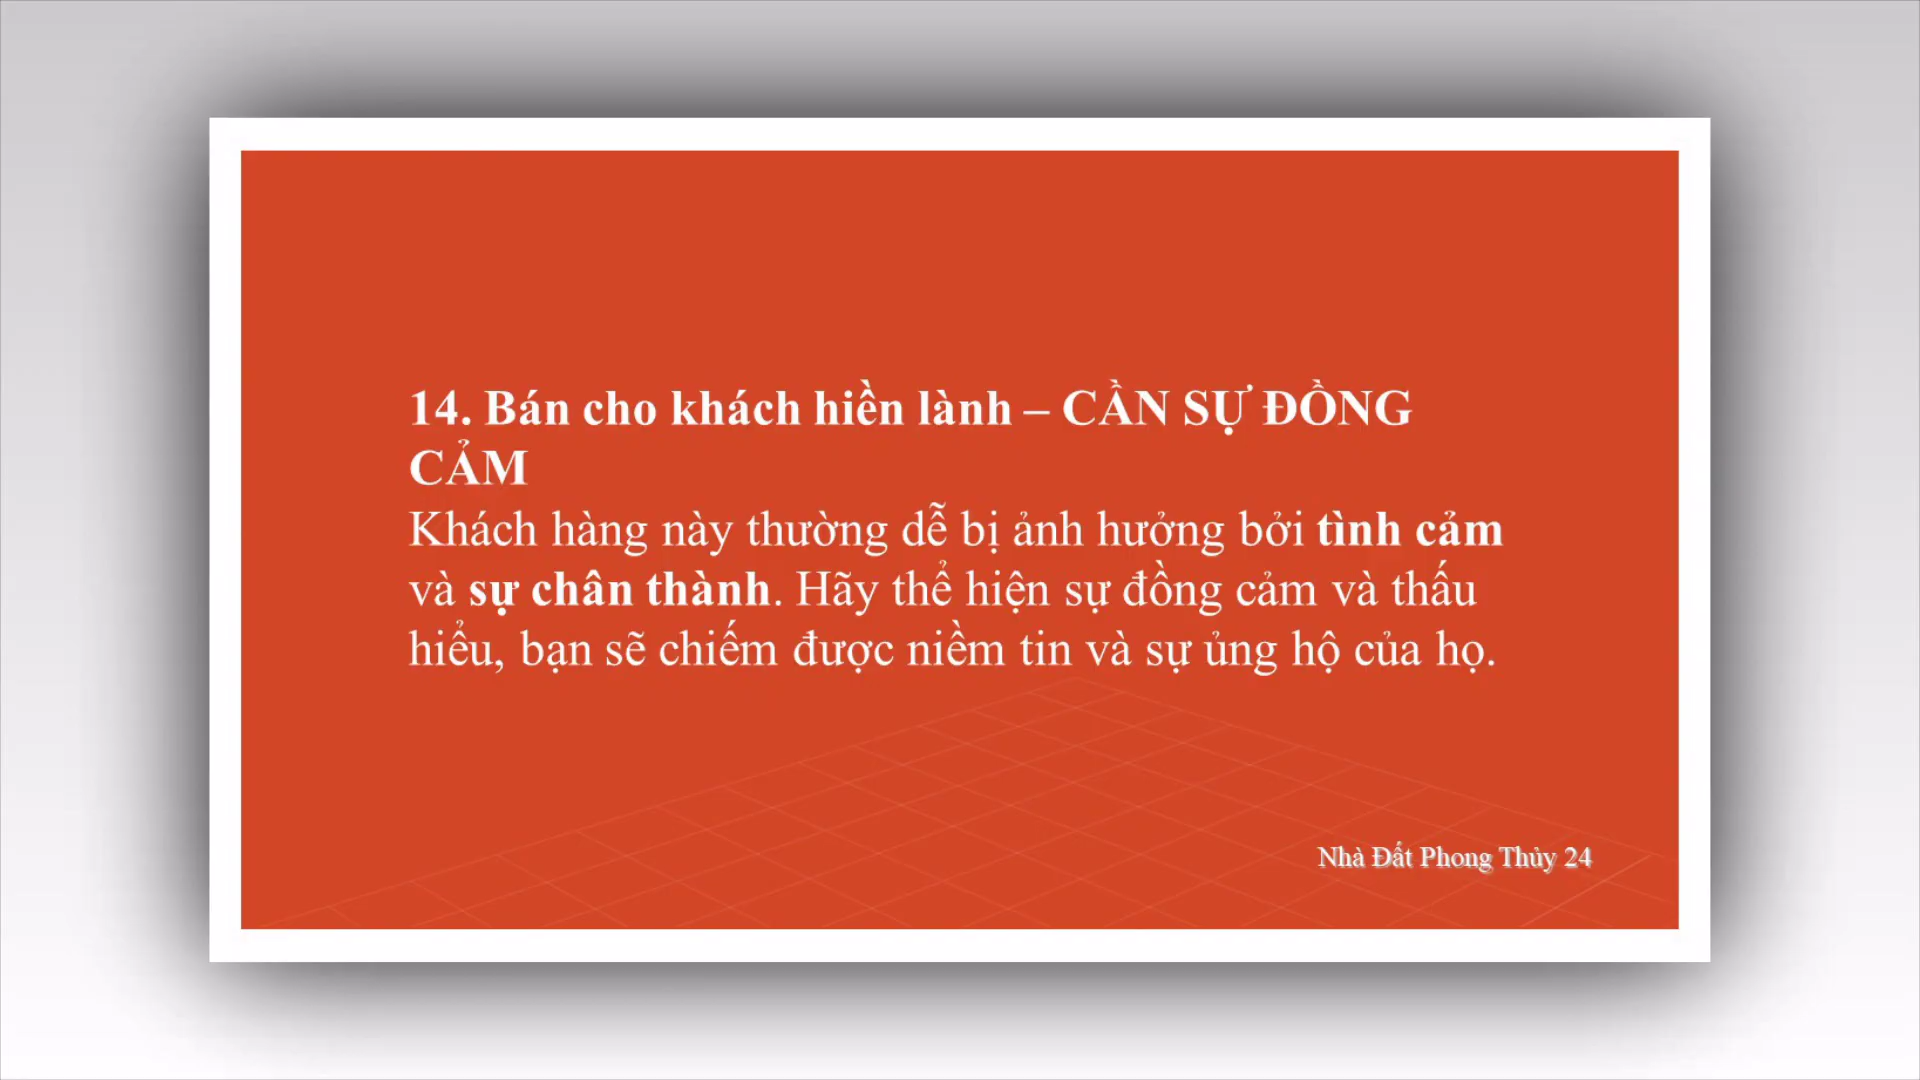 14. Bán cho khách hiền lành – CẦN SỰ ĐỒNG
CẢM
Khách hàng này thường dễ bị ảnh hưởng bởi tình cảm
và sự chân thành. Hãy thể hiện sự đồng cảm và thấu
hiểu, bạn sẽ chiếm được niềm tin và sự ủng hộ của họ.
Nhà Đất Phong Thủy 24